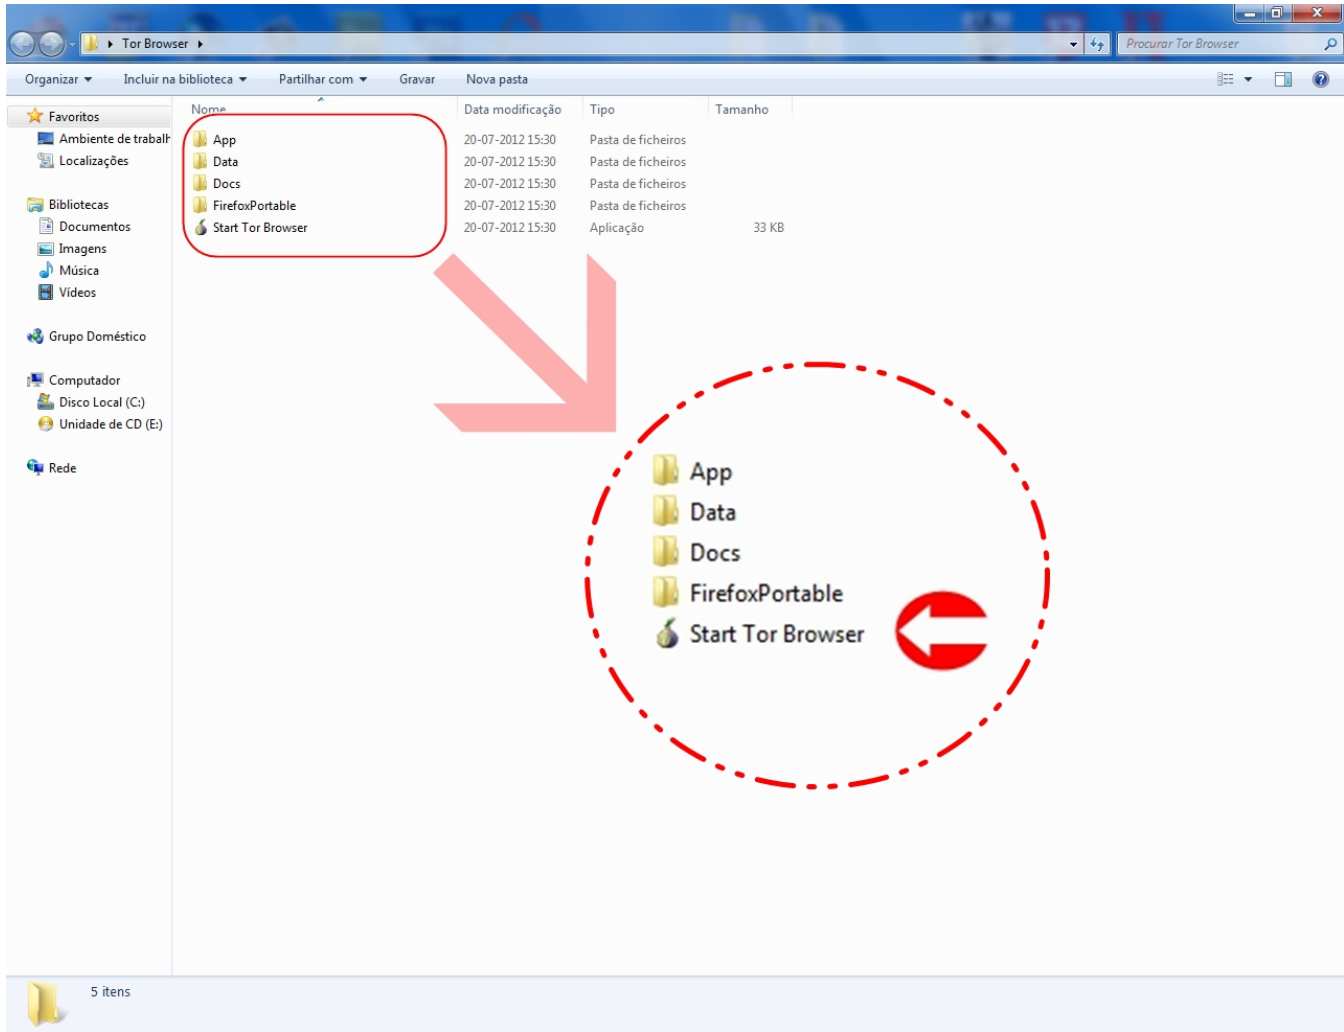 Tor Browser
Procurar Tor Browser
Organizar Incluir na biblioteca Partilhar com Gravar Nova pasta
Favoritos
Ambiente de trabalh
Localizações
Bibliotecas
Documentos
Imagens
Música
Vídeos
Grupo Doméstico
Computador
Disco Local (C:)
Unidade de CD (E:)
Rede
Nome Data modificação Tipo Tamanho
App 20-07-2012 15:30 Pasta de ficheiros
Data 20-07-2012 15:30 Pasta de ficheiros
Docs 20-07-2012 15:30 Pasta de ficheiros
FirefoxPortable 20-07-2012 15:30 Pasta de ficheiros
Start Tor Browser 20-07-2012 15:30 Aplicação 33 KB
App
Data
Docs
FirefoxPortable
Start Tor Browser
5 itens